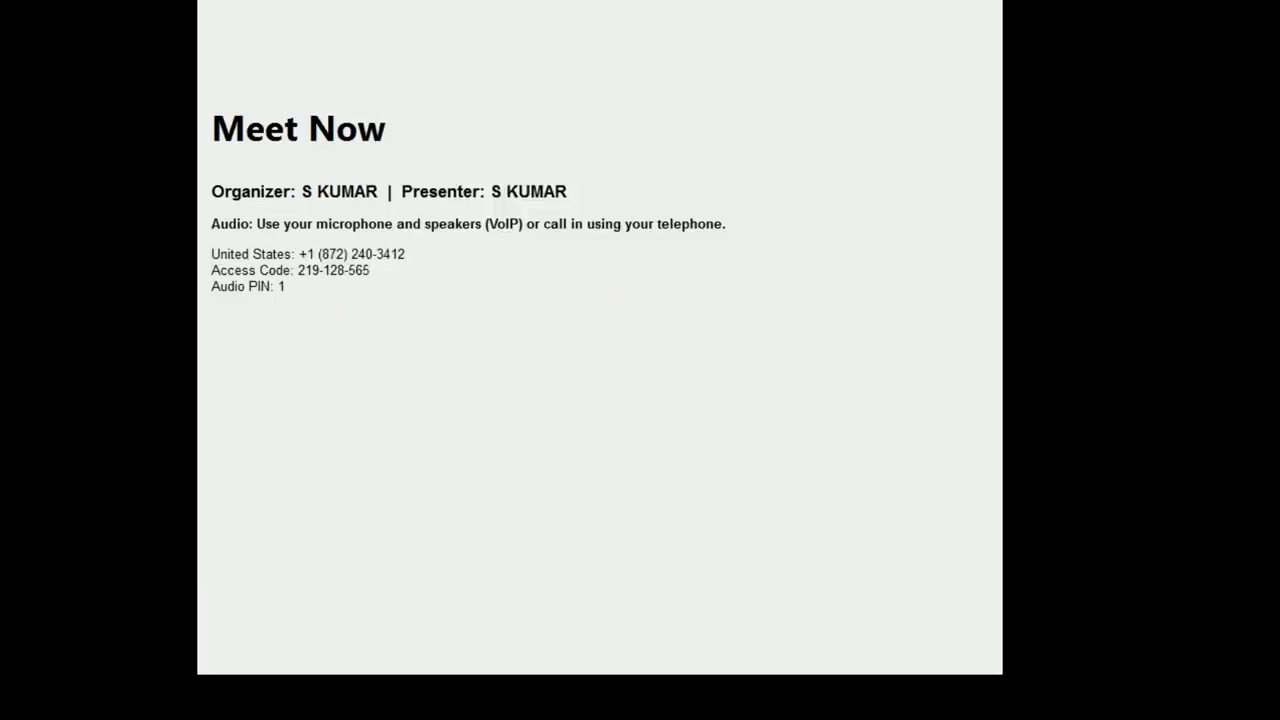 Meet Now
Organizer: S KUMAR | Presenter: S KUMAR
Audio: Use your microphone and speakers (VoIP) or call in using your telephone.
United States: +1 (872) 240-3412
Access Code: 219-128-565
Audio PIN: 1